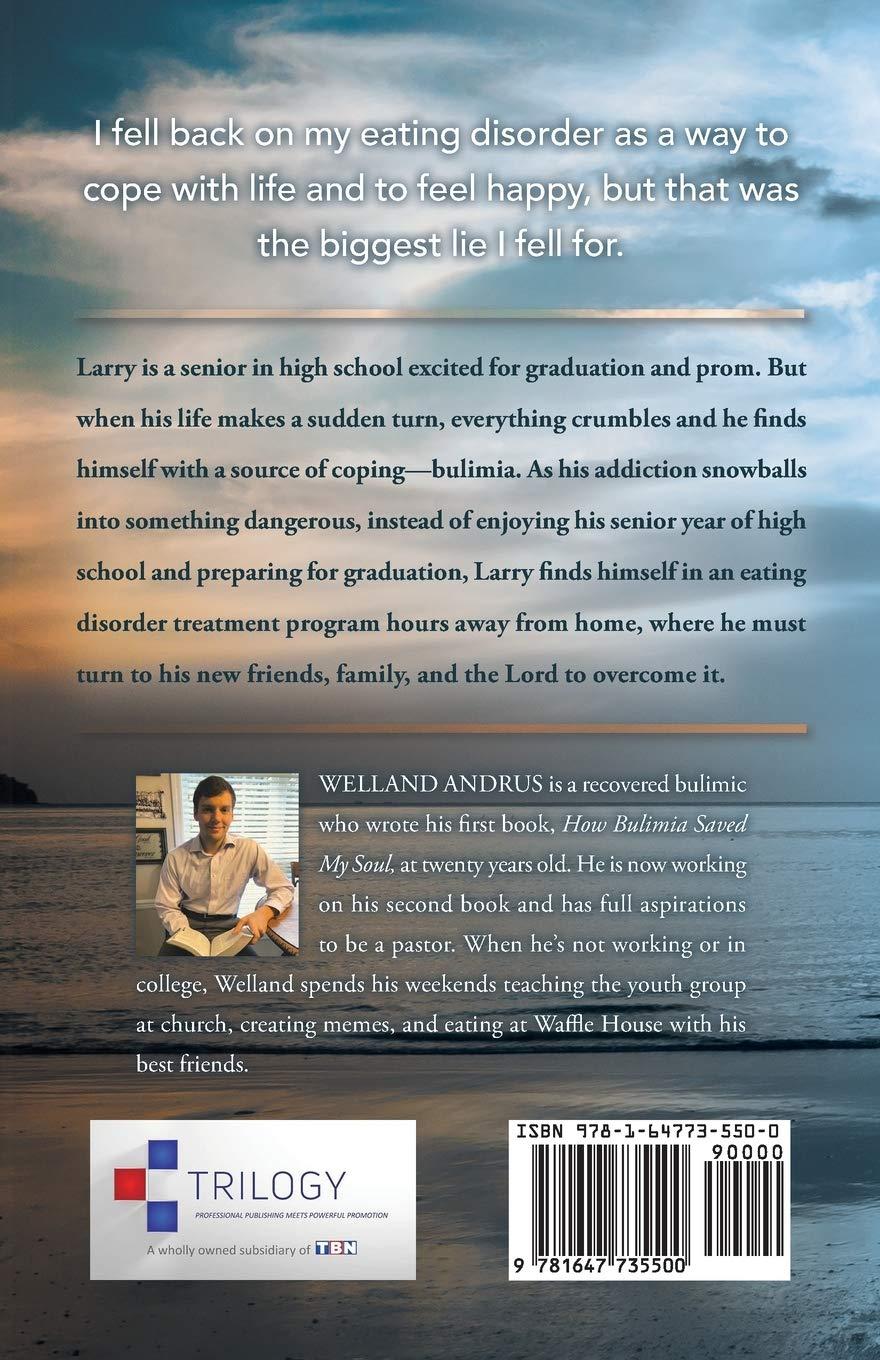 I fell back on my eating disorder as a way to
cope with life and to feel happy, but that was
the biggest lie I fell for.
Larry is a senior in high school excited for graduation and prom. But
when his life makes a sudden turn, everything crumbles and he finds
himself with a source of coping—bulimia. As his addiction snowballs
into something dangerous, instead of enjoying his senior year of high
school and preparing for graduation, Larry finds himself in an eating
disorder treatment program hours away from home, where he must
turn to his new friends, family, and the Lord to overcome it.
WELLAND ANDRUS is a recovered bulimic
who wrote his first book, How Bulimia Saved
My Soul, at twenty years old. He is now working
on his second book and has full aspirations
to be a pastor. When he’s not working or in
college, Welland spends his weekends teaching the youth group
at church, creating memes, and eating at Waffle House with his
best friends.
TRILOGY
PROFESSIONAL PUBLISHING MEETS POWERFUL PROMOTION
A wholly owned subsidiary of TBN
ISBN 978-1-64773-550-0
90000
9 781647 735500